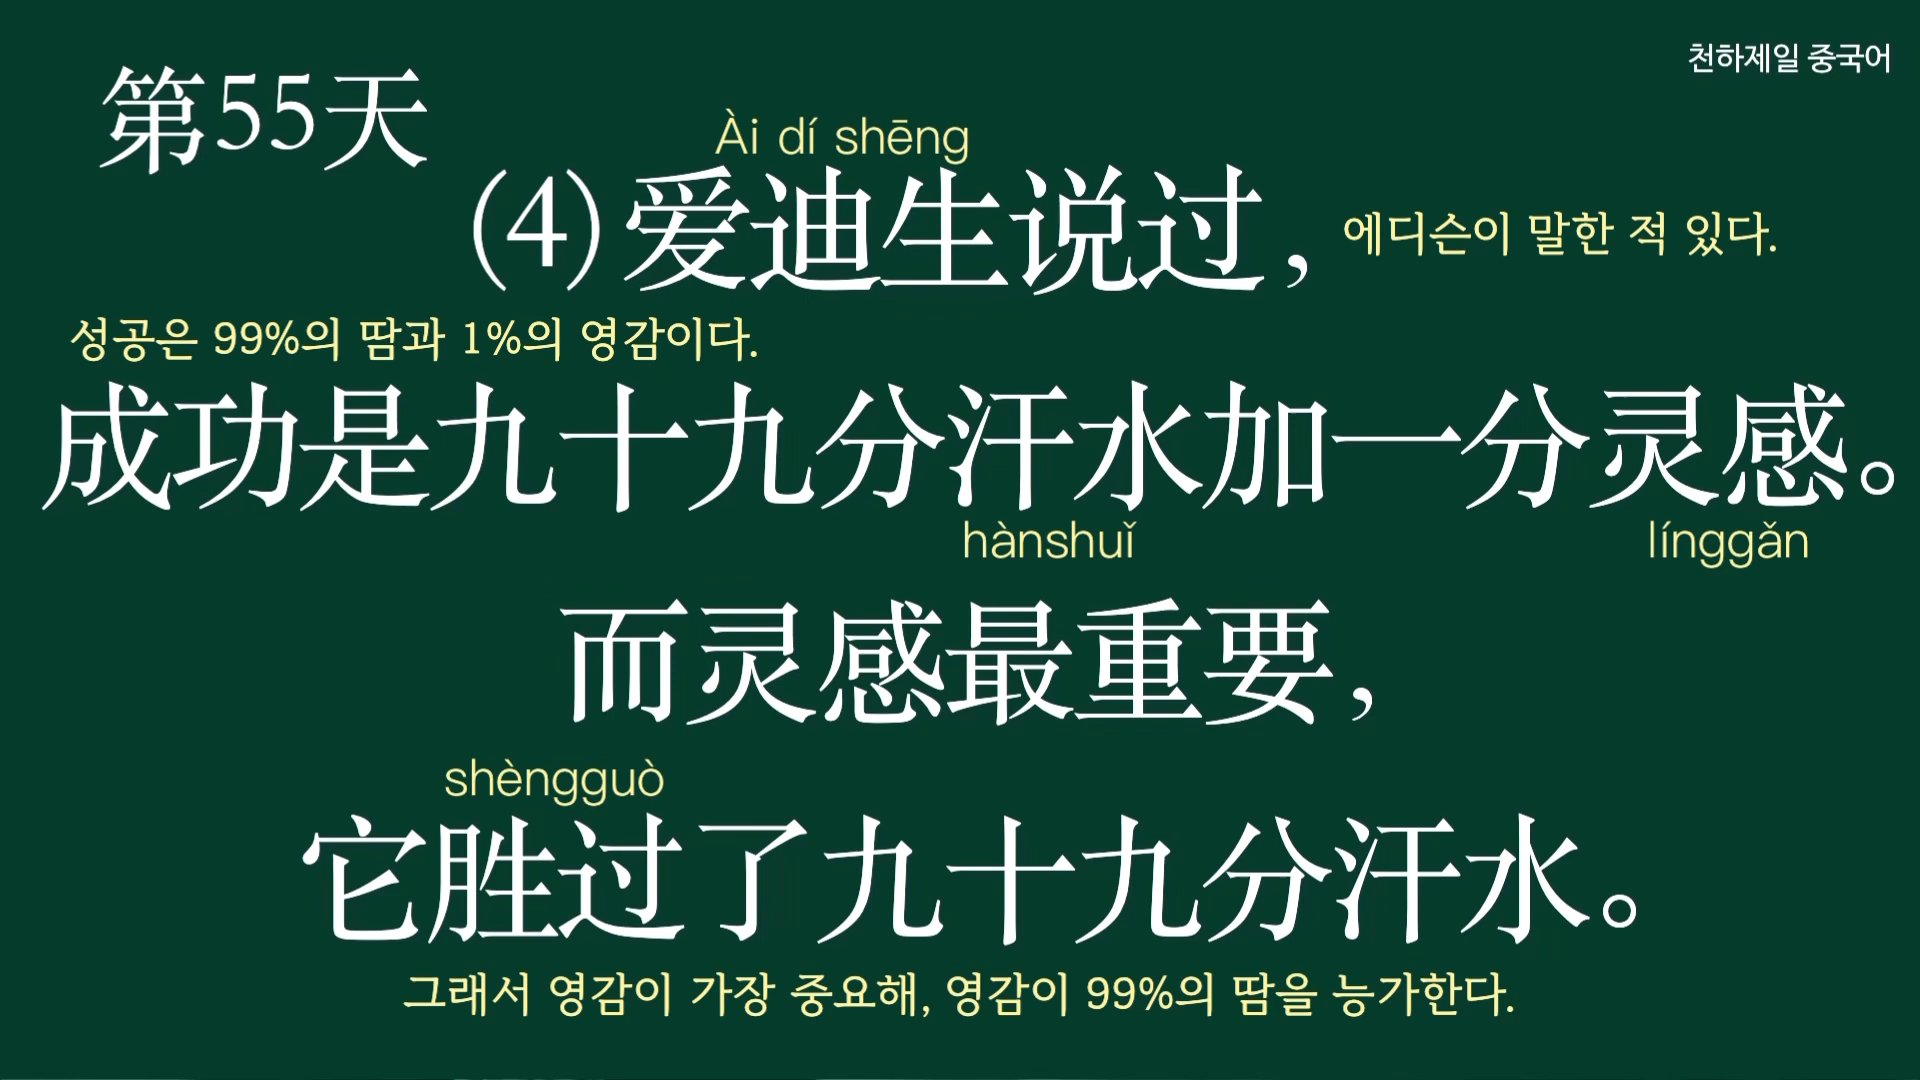 천하제일 중국어
第55天
Ài dí shēng
(4)爱迪生说过，에디슨이 말한 적 있다.
성공은 99%의 땀과 1%의 영감이다.
成功是九十九分汗水加一分灵感。
hànshuǐ línggǎn
而灵感最重要，
shèngguò
它胜过了九十九分汗水。
그래서 영감이 가장 중요해, 영감이 99%의 땀을 능가한다.